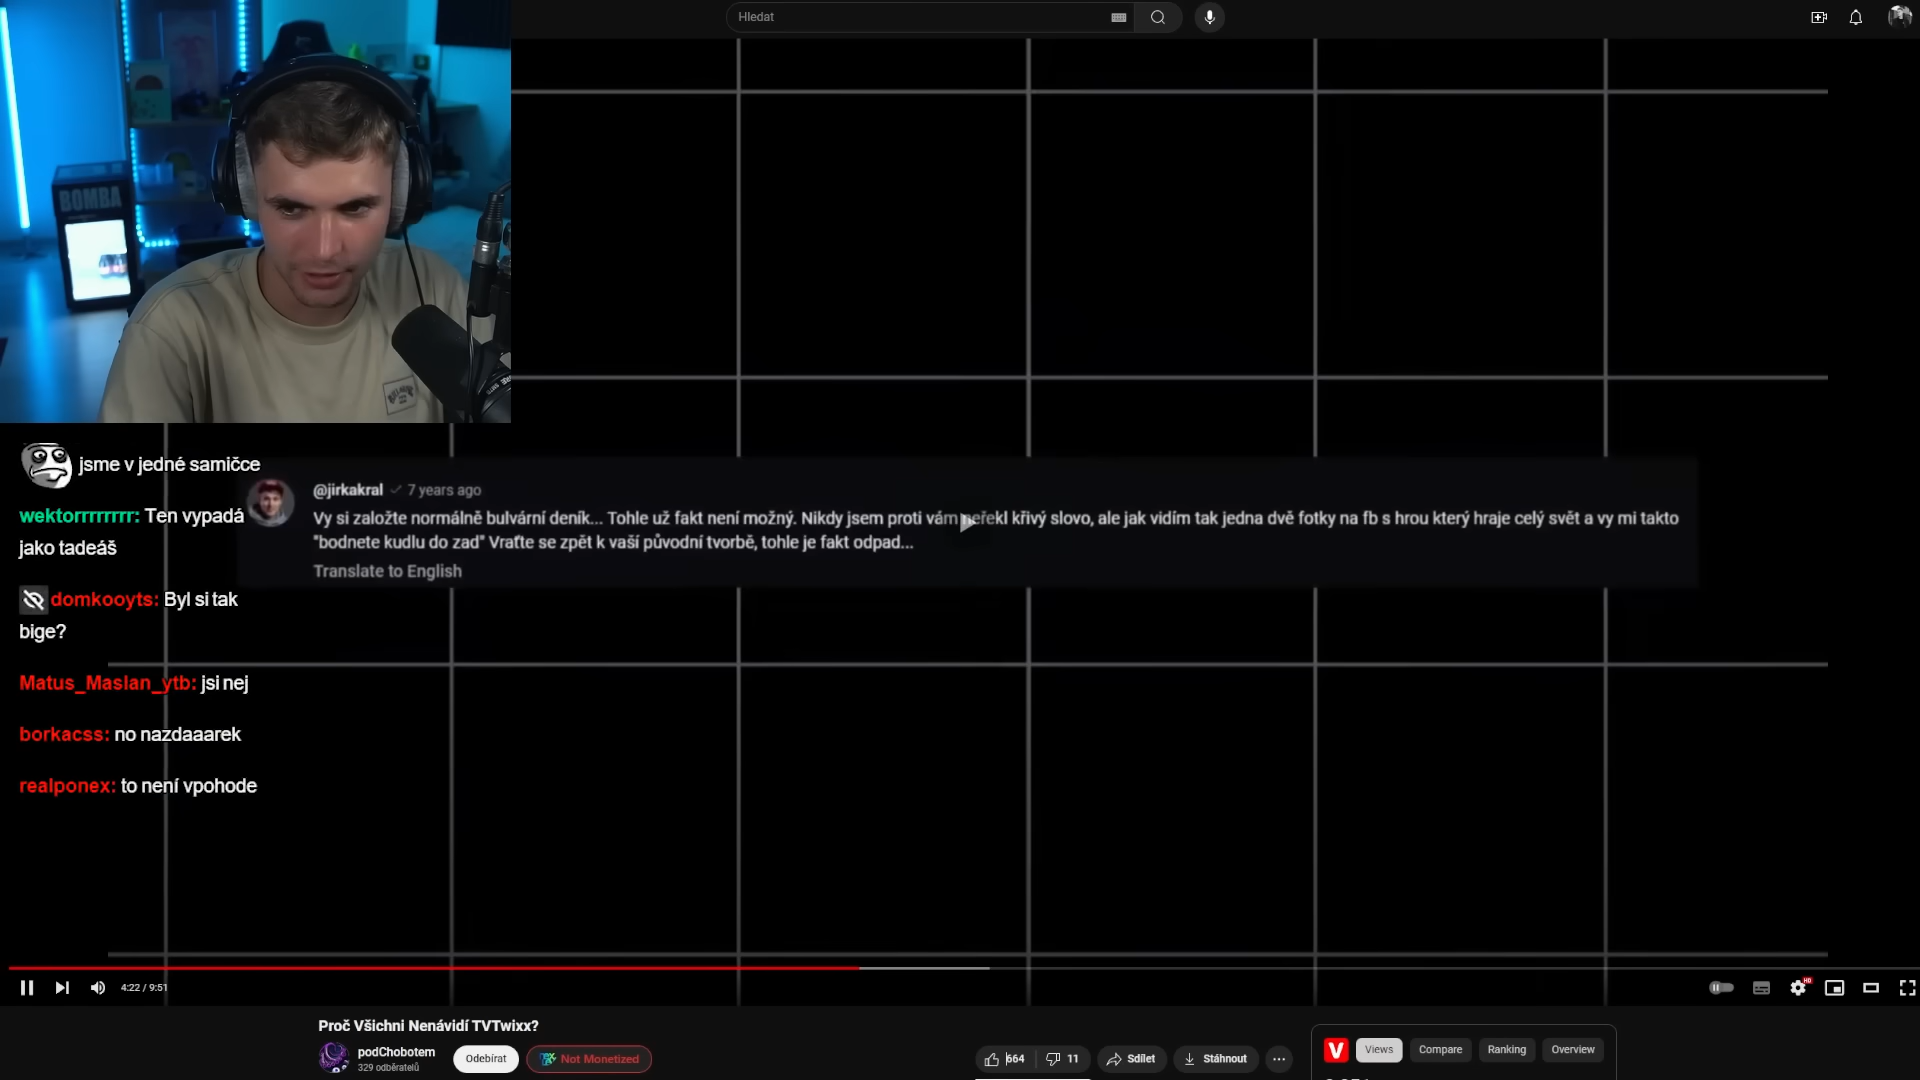 Hledat
BOMBA
jsme v jedné samičce
wektorrrrrrrr: Ten vypadá
jako tadeáš
domkooyts: Byl si tak
bige?
Matus_Maslan_ytb: jsi nej
borkacss: no nazdaaarek
realponex: to není vpohode
@jirkakral 7 years ago
Vy si založte normálně bulvární deník... Tohle už fakt není možný. Nikdy jsem proti vám neřekl křivý slovo, ale jak vidím tak jedna dvě fotky na fb s hrou který hraje celý svět a vy mi takto
"bodnete kudlu do zad" Vraťte se zpět k vaší původní tvorbě, tohle je fakt odpad...
Translate to English
4:22 / 9:51
HD
Proč Všichni Nenávidí TVTwixx?
podChobotem
329 odběratelů
Odebírat
Not Monetized
664
11
Sdílet
Stáhnout
V
Views
Compare
Ranking
Overview